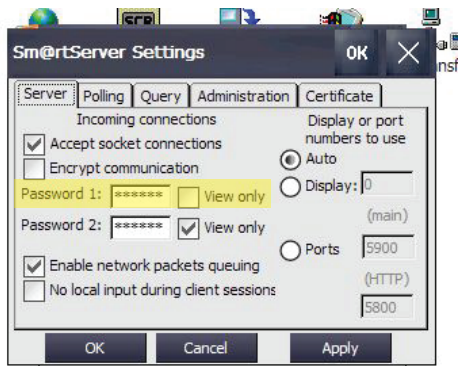 SCR
Sm@rtServer Settings OK
nsf
Server Polling Query Administration Certificate
Incoming connections
Accept socket connections
Encrypt communication
Password 1: ****** View only
Password 2: ****** View only
Enable network packets queuing
No local input during client sessions
Display or port
numbers to use
Auto
Display: 0
(main)
Ports 5900
(HTTP)
5800
OK Cancel Apply